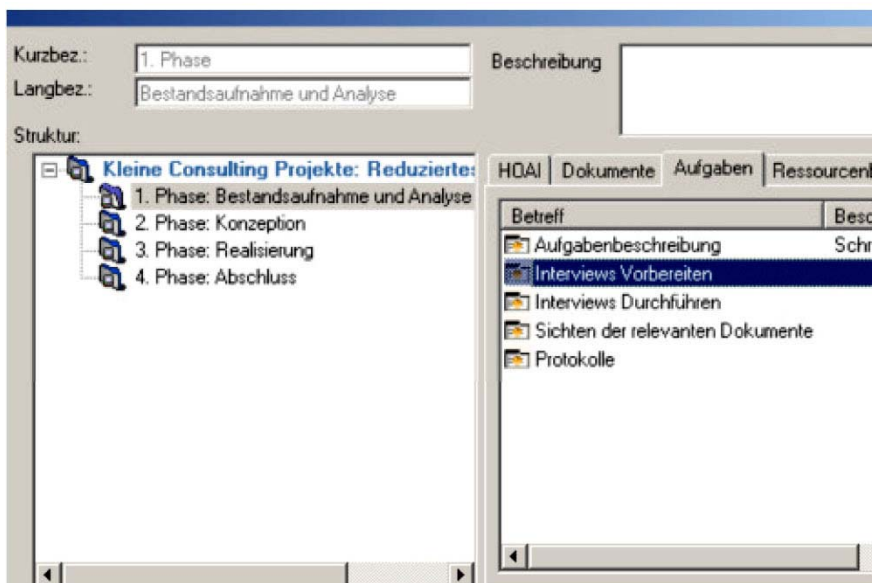 Kurzbez.: 1. Phase
Langbez.: Bestandsaufnahme und Analyse
Beschreibung
Struktur:
Kleine Consulting Projekte: Reduziertes
1. Phase: Bestandsaufnahme und Analyse
2. Phase: Konzeption
3. Phase: Realisierung
4. Phase: Abschluss
HOAI Dokumente Aufgaben
Betreff
Aufgabenbeschreibung
Interviews Vorbereiten
Interviews Durchführen
Sichten der relevanten Dokumente
Protokolle